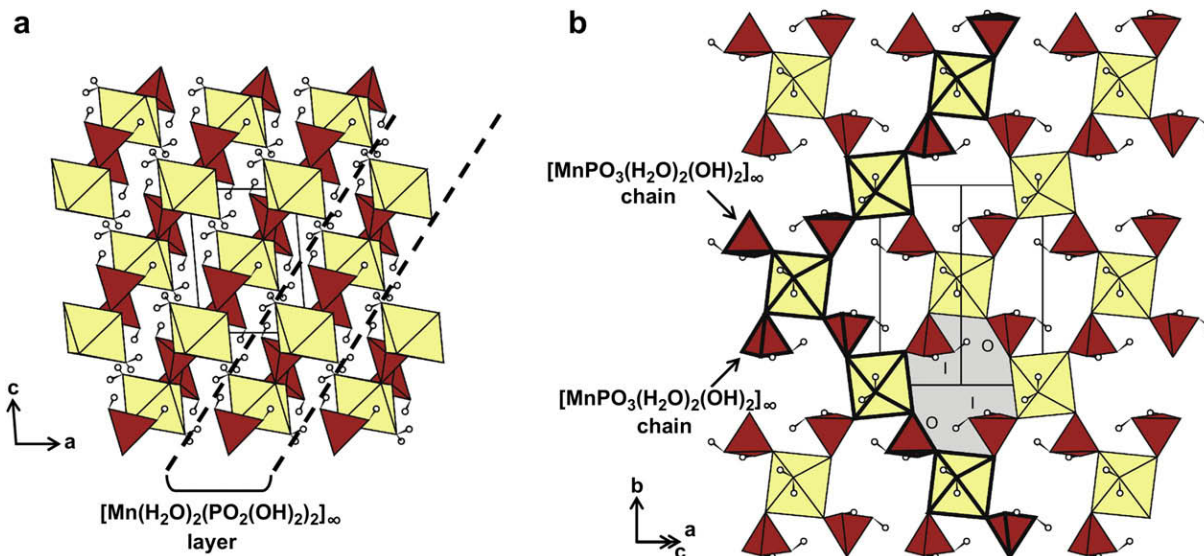 a
c
a
[Mn(H₂O)₂(PO₂(OH)₂)₂]∞
layer
b
[MnPO₃(H₂O)₂(OH)₂]∞
chain
[MnPO₃(H₂O)₂(OH)₂]∞
chain
O
I
I
O
b
a
c